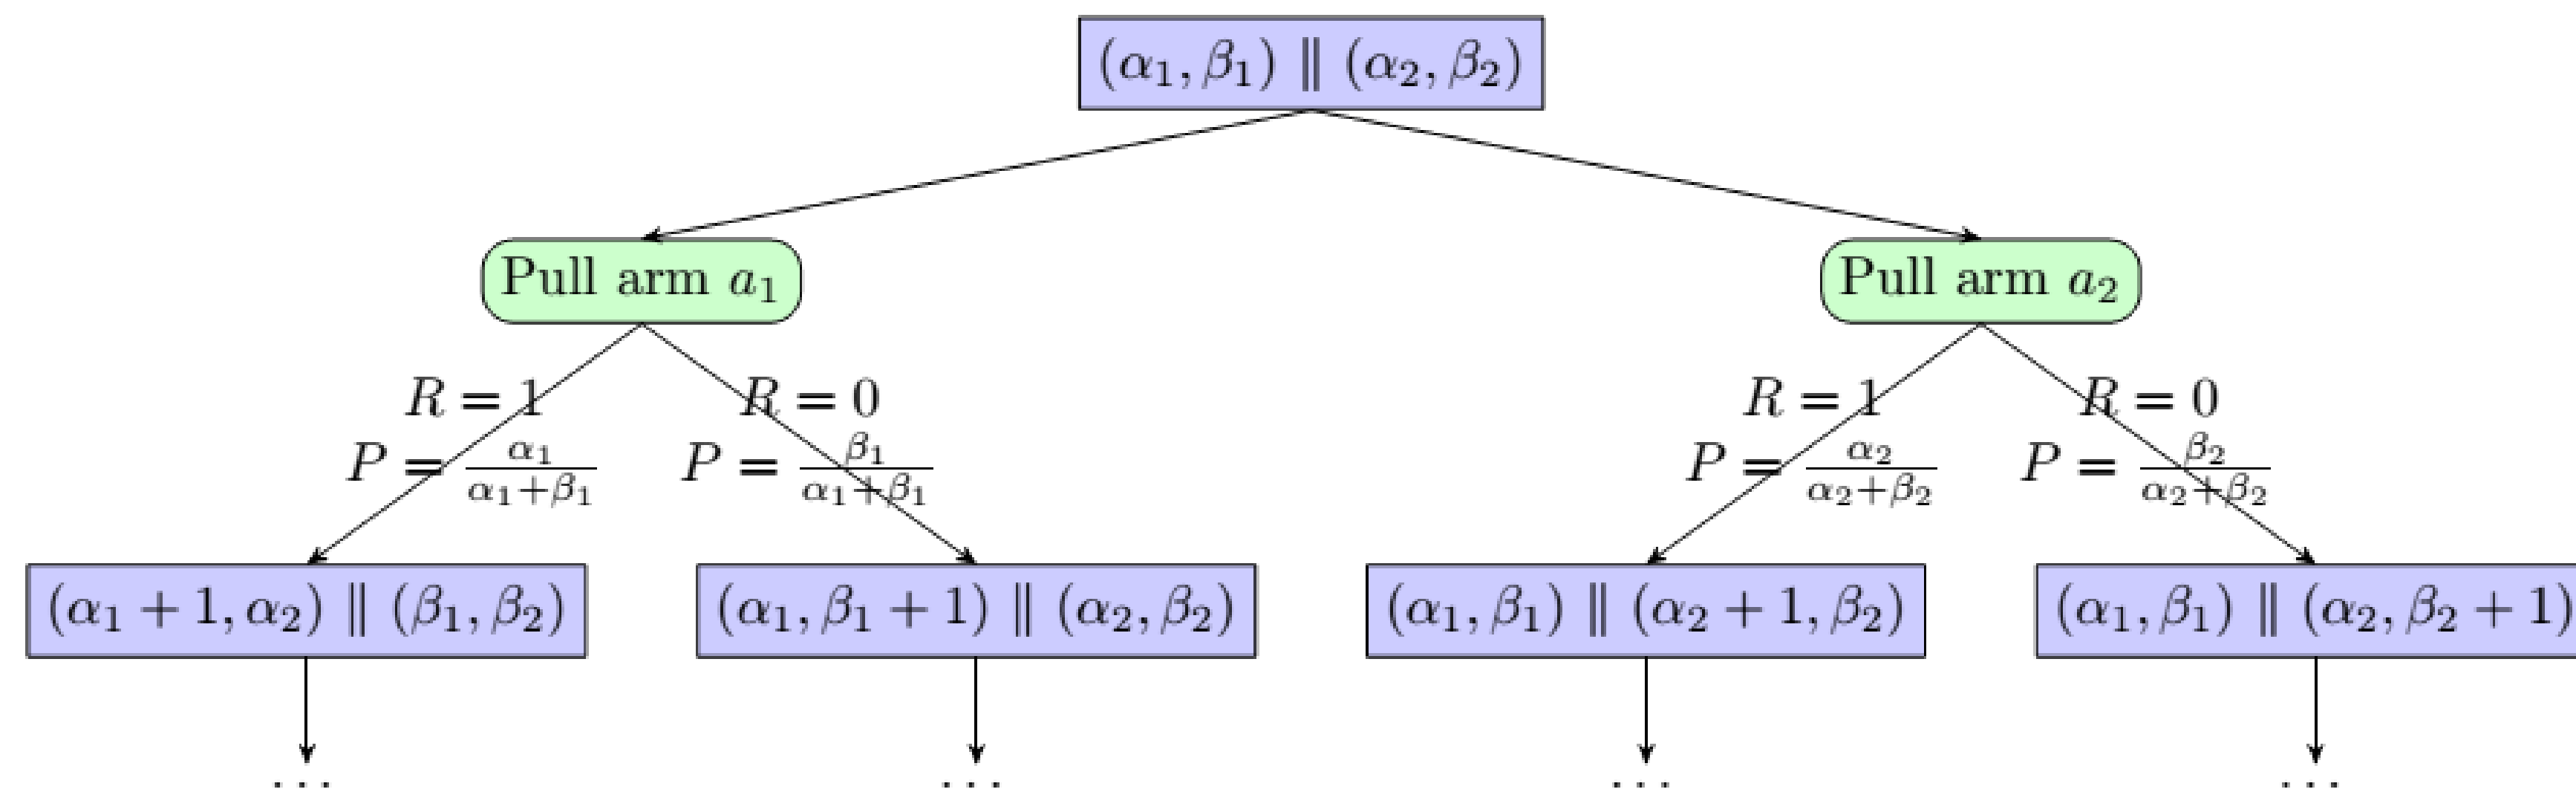 (α₁, β₁) ∥ (α₂, β₂)
Pull arm a₁
Pull arm a₂
R = 1
P = α₁/(α₁+β₁)
R = 0
P = β₁/(α₁+β₁)
R = 1
P = α₂/(α₂+β₂)
R = 0
P = β₂/(α₂+β₂)
(α₁ + 1, α₂) ∥ (β₁, β₂)
(α₁, β₁ + 1) ∥ (α₂, β₂)
(α₁, β₁) ∥ (α₂ + 1, β₂)
(α₁, β₁) ∥ (α₂, β₂ + 1)
...
...
...
...